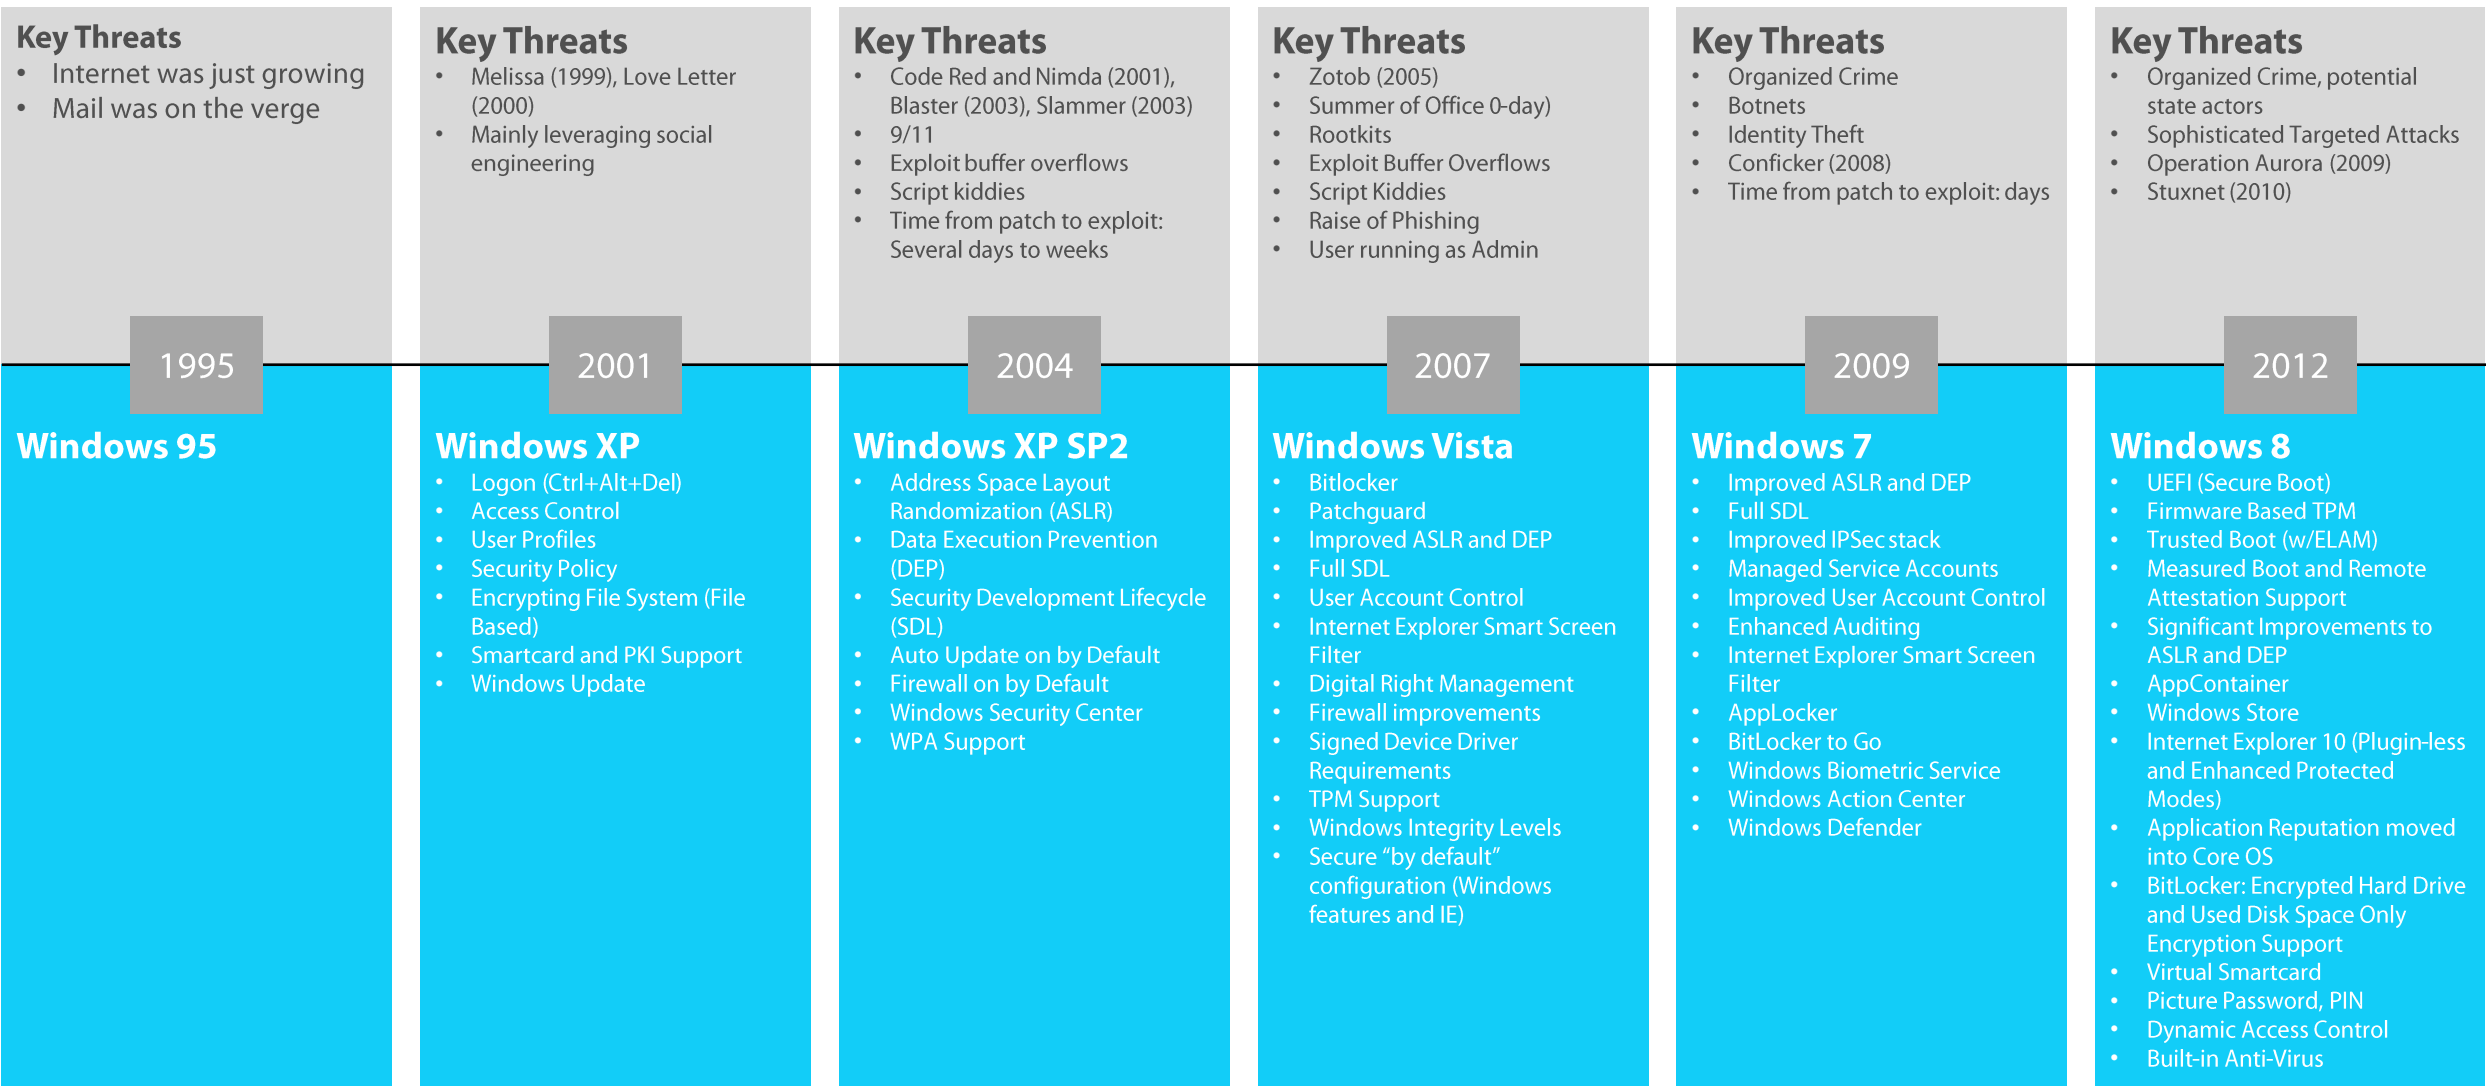 Key Threats
• Internet was just growing
• Mail was on the verge
1995
Windows 95
Key Threats
• Melissa (1999), Love Letter
(2000)
• Mainly leveraging social
engineering
2001
Windows XP
• Logon (Ctrl+Alt+Del)
• Access Control
• User Profiles
• Security Policy
• Encrypting File System (File
Based)
• Smartcard and PKI Support
• Windows Update
Key Threats
• Code Red and Nimda (2001),
Blaster (2003), Slammer (2003)
• 9/11
• Exploit buffer overflows
• Script kiddies
• Time from patch to exploit:
Several days to weeks
2004
Windows XP SP2
• Address Space Layout
Randomization (ASLR)
• Data Execution Prevention
(DEP)
• Security Development Lifecycle
(SDL)
• Auto Update on by Default
• Firewall on by Default
• Windows Security Center
• WPA Support
Key Threats
• Zotob (2005)
• Summer of Office 0-day)
• Rootkits
• Exploit Buffer Overflows
• Script Kiddies
• Raise of Phishing
• User running as Admin
2007
Windows Vista
• Bitlocker
• Patchguard
• Improved ASLR and DEP
• Full SDL
• User Account Control
• Internet Explorer Smart Screen
Filter
• Digital Right Management
• Firewall improvements
• Signed Device Driver
Requirements
• TPM Support
• Windows Integrity Levels
• Secure “by default”
configuration (Windows
features and IE)
Key Threats
• Organized Crime
• Botnets
• Identity Theft
• Conficker (2008)
• Time from patch to exploit: days
2009
Windows 7
• Improved ASLR and DEP
• Full SDL
• Improved IPSec stack
• Managed Service Accounts
• Improved User Account Control
• Enhanced Auditing
• Internet Explorer Smart Screen
Filter
• AppLocker
• BitLocker to Go
• Windows Biometric Service
• Windows Action Center
• Windows Defender
Key Threats
• Organized Crime, potential
state actors
• Sophisticated Targeted Attacks
• Operation Aurora (2009)
• Stuxnet (2010)
2012
Windows 8
• UEFI (Secure Boot)
• Firmware Based TPM
• Trusted Boot (w/ELAM)
• Measured Boot and Remote
Attestation Support
• Significant Improvements to
ASLR and DEP
• AppContainer
• Windows Store
• Internet Explorer 10 (Plugin-less
and Enhanced Protected
Modes)
• Application Reputation moved
into Core OS
• BitLocker: Encrypted Hard Drive
and Used Disk Space Only
Encryption Support
• Virtual Smartcard
• Picture Password, PIN
• Dynamic Access Control
• Built-in Anti-Virus